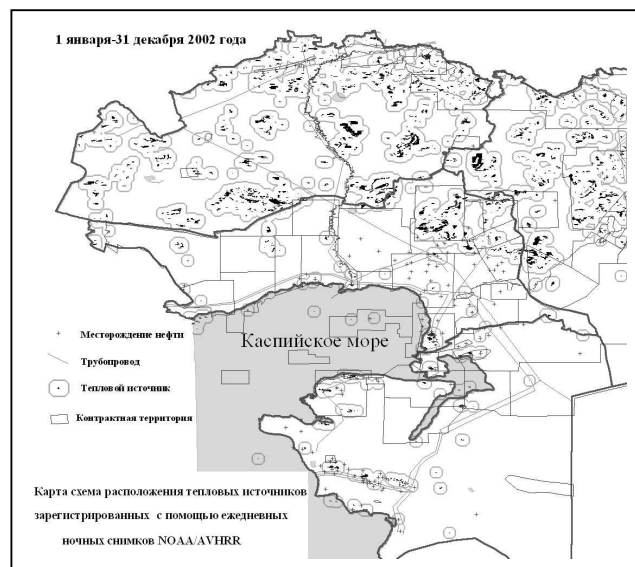 1 января-31 декабря 2002 года
Каспийское море
Месторождение нефти
Трубопровод
Тепловой источник
Контрактная территория
Карта схема расположения тепловых источников
зарегистрированных с помощью ежедневных
ночных снимков NOAA/AVHRR